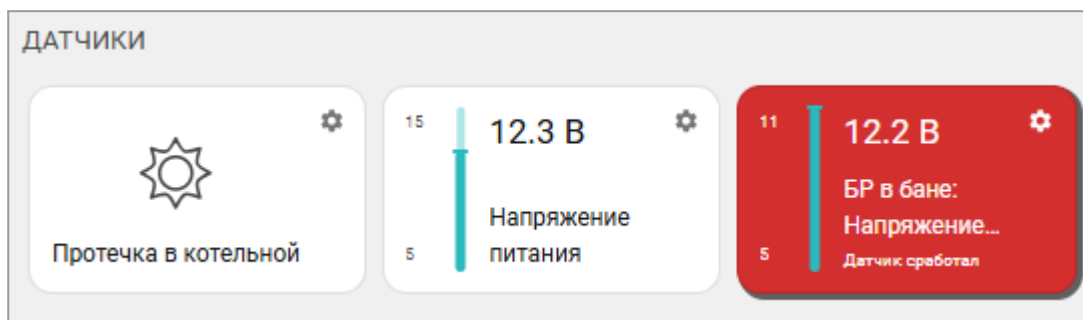 ДАТЧИКИ
Протечка в котельной
15
12.3 В
Напряжение
питания
5
11
12.2 В
БР в бане:
Напряжение...
5
Датчик сработал